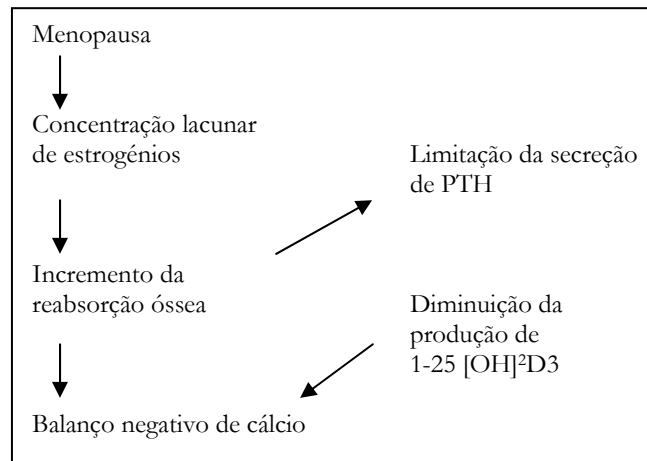 Menopausa
Concentração lacunar
de estrogénios
Limitação da secreção
de PTH
Incremento da
reabsorção óssea
Diminuição da
produção de
1-25 [OH]²D3
Balanço negativo de cálcio